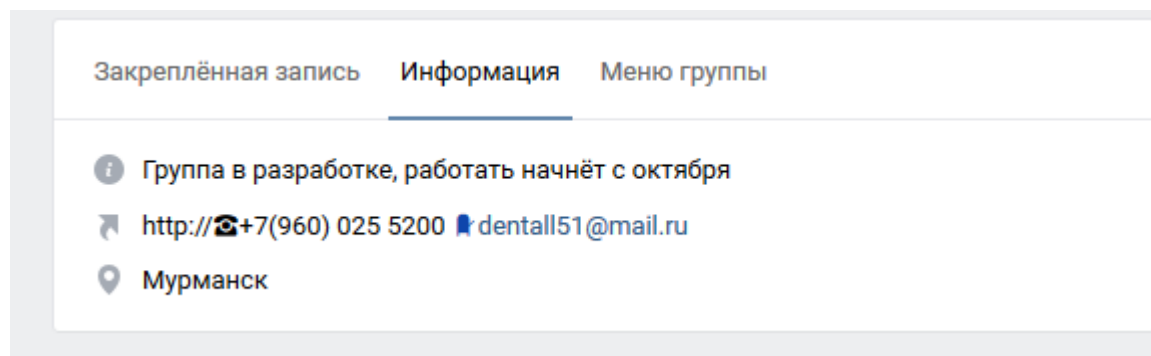 Закреплённая запись Информация Меню группы
Группа в разработке, работать начнёт с октября
http://☎+7(960) 025 5200 dentall51@mail.ru
Мурманск